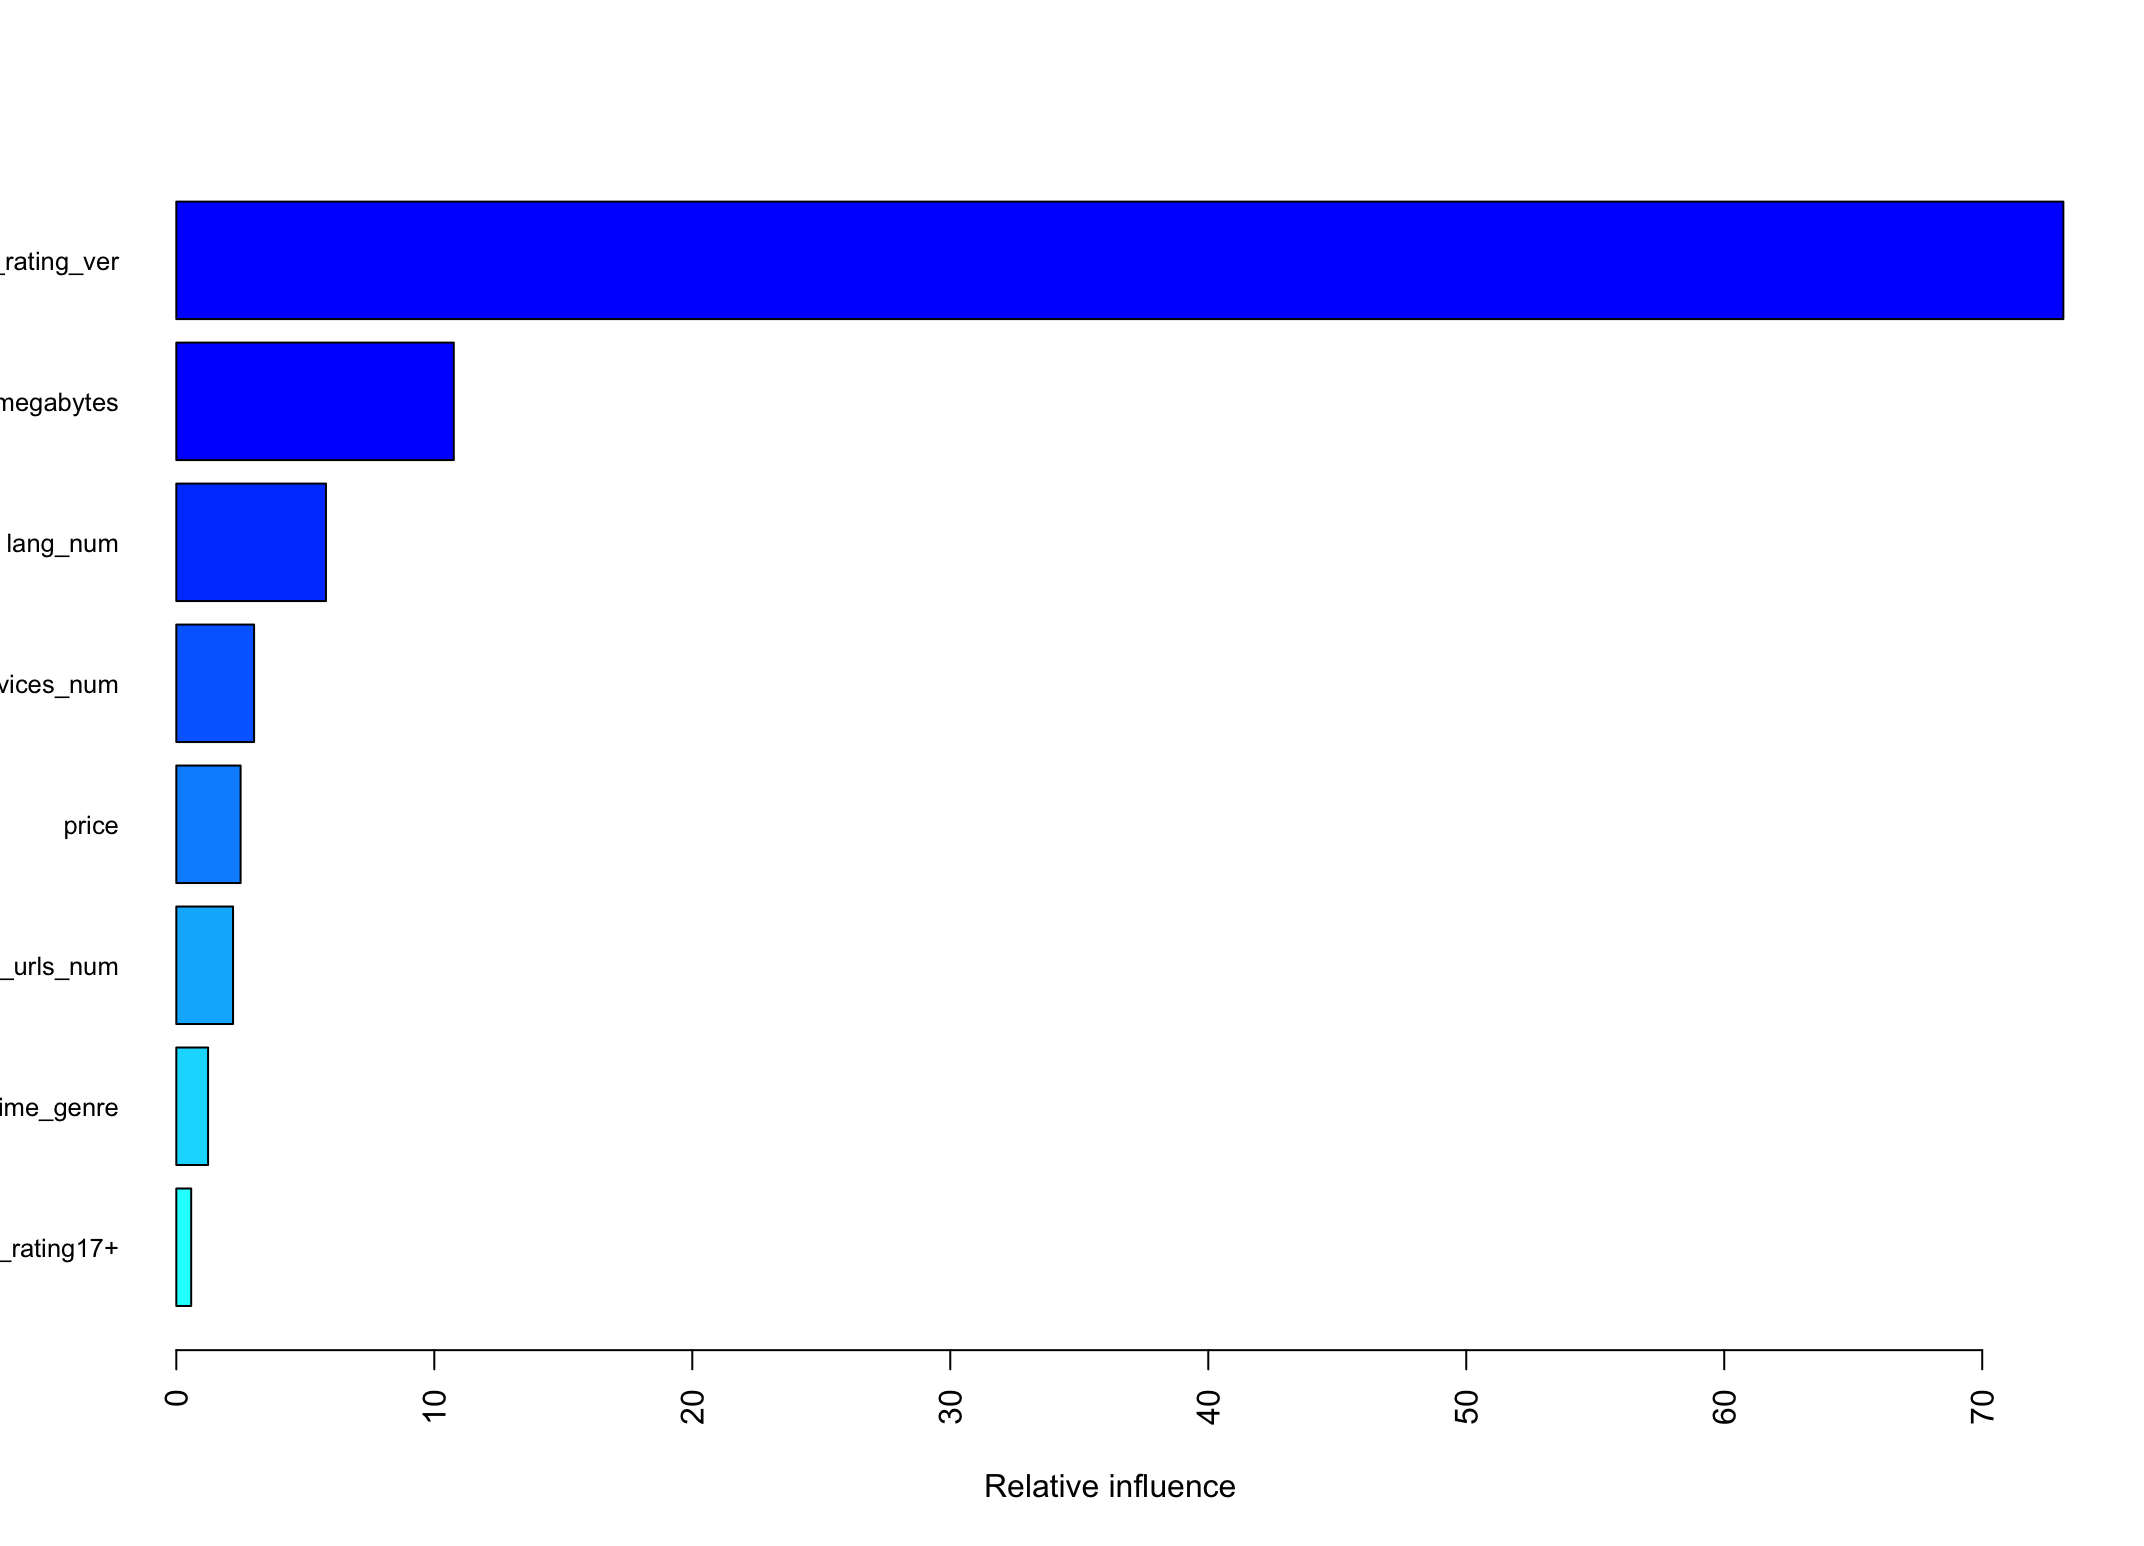 _rating_ver
megabytes
lang_num
vices_num
price
_urls_num
ime_genre
_rating17+
0 10 20 30 40 50 60 70
Relative influence